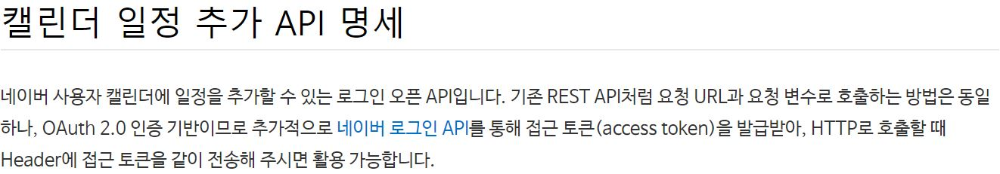 캘린더 일정 추가 API 명세
네이버 사용자 캘린더에 일정을 추가할 수 있는 로그인 오픈 API입니다. 기존 REST API처럼 요청 URL과 요청 변수로 호출하는 방법은 동일
하나, OAuth 2.0 인증 기반이므로 추가적으로 네이버 로그인 API를 통해 접근 토큰(access token)을 발급받아, HTTP로 호출할 때
Header에 접근 토큰을 같이 전송해 주시면 활용 가능합니다.